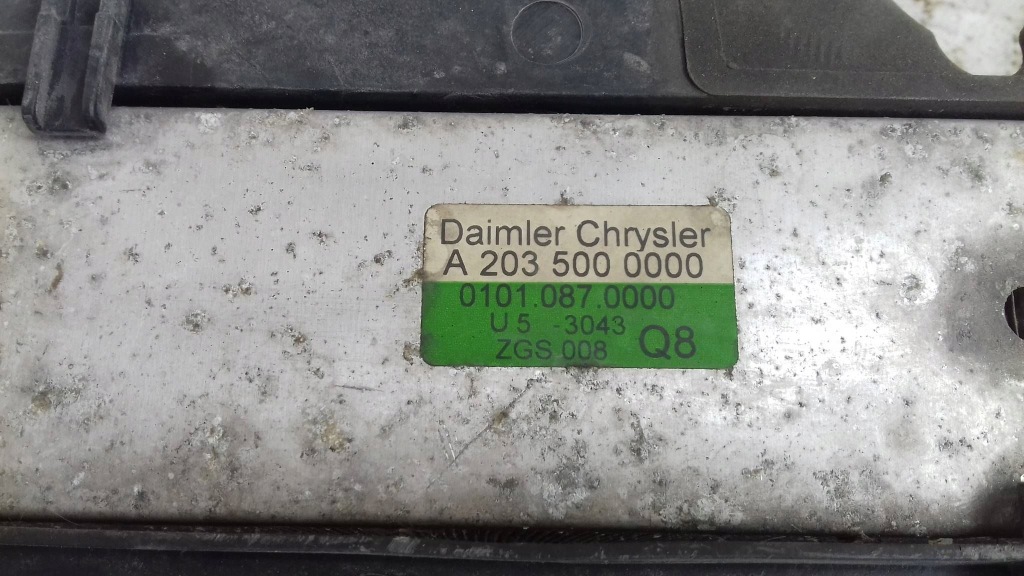 Daimler Chrysler
A 203 500 0000
0101.087.0000
U 5 -3043
ZGS 008 Q8